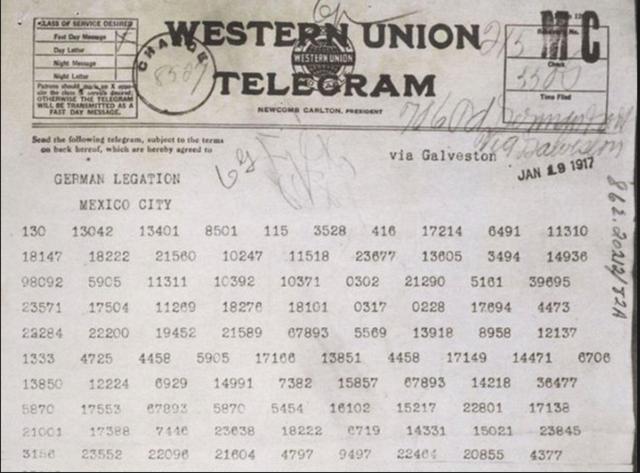 CLASS OF SERVICE DESIRED
Fast Day Message
Day Letter
Night Message
Night Letter
Patrons should mark an X oppo-
site the class of service desired;
OTHERWISE THE TELEGRAM
WILL BE TRANSMITTED AS A
FAST DAY MESSAGE.
CHARGE
WESTERN UNION
WESTERN UNION
TELEGRAM
NEWCOMB CARLTON, PRESIDENT
Check
Time Filed
Send the following telegram, subject to the terms
on back hereof, which are hereby agreed to
via Galveston
JAN 19 1917
GERMAN LEGATION
MEXICO CITY
130 13042 13401 8501 115 3528 416 17214 6491 11310
18147 18222 21560 10247 11518 23677 13605 3494 14936
98092 5905 11311 10392 10371 0302 21290 5161 39695
23571 17504 11269 18276 18101 0317 0228 17694 4473
22284 22200 19452 21589 67893 5569 13918 8958 12137
1333 4725 4458 5905 17166 13851 4458 17149 14471 6706
13850 12224 6929 14991 7382 15857 67893 14218 36477
5870 17553 67893 5870 5454 16102 15217 22801 17138
21001 17388 7446 23638 18222 6719 14331 15021 23845
3156 23552 22096 21604 4797 9497 22464 20855 4377